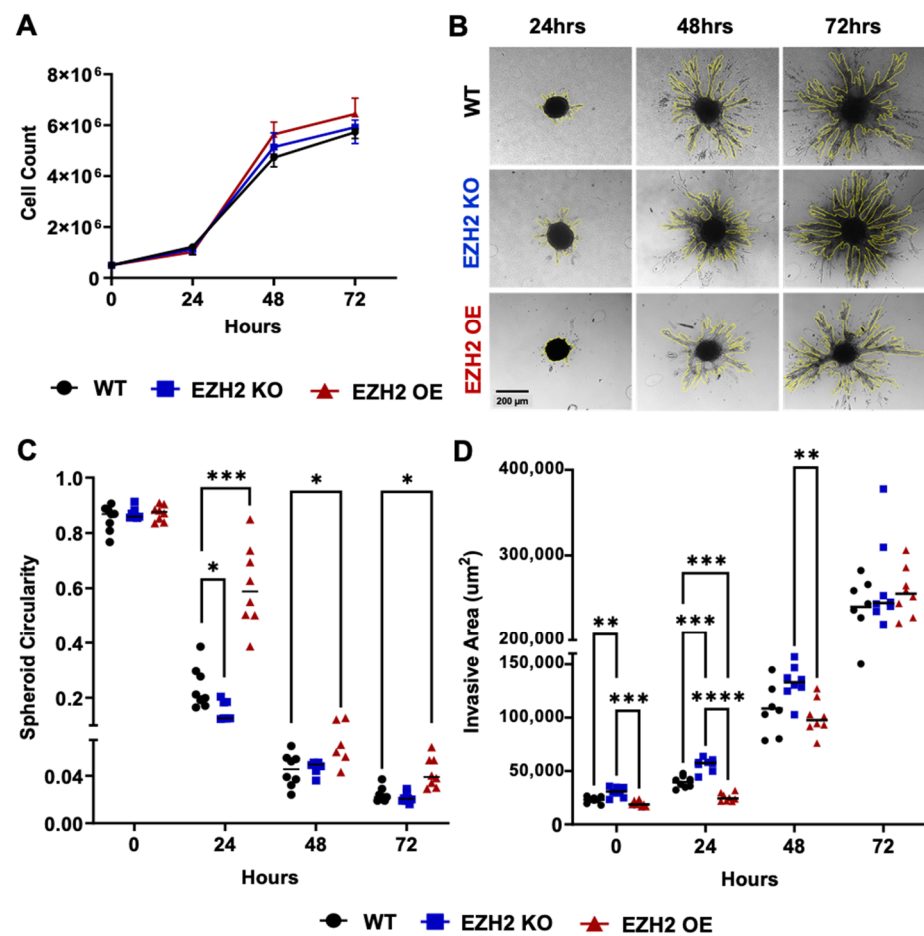 A
8×10⁶
6×10⁶
4×10⁶
2×10⁶
0
Cell Count
0 24 48 72
Hours
WT EZH2 KO EZH2 OE
B
24hrs 48hrs 72hrs
WT
EZH2 KO
EZH2 OE
200 µm
C
Spheroid Circularity
1.0
0.8
0.6
0.4
0.2
0.04
0.00
*** * * *
0 24 48 72
Hours
D
Invasive Area (um²)
400,000
300,000
200,000
150,000
100,000
50,000
0
** *** *** *** **** **
0 24 48 72
Hours
WT EZH2 KO EZH2 OE